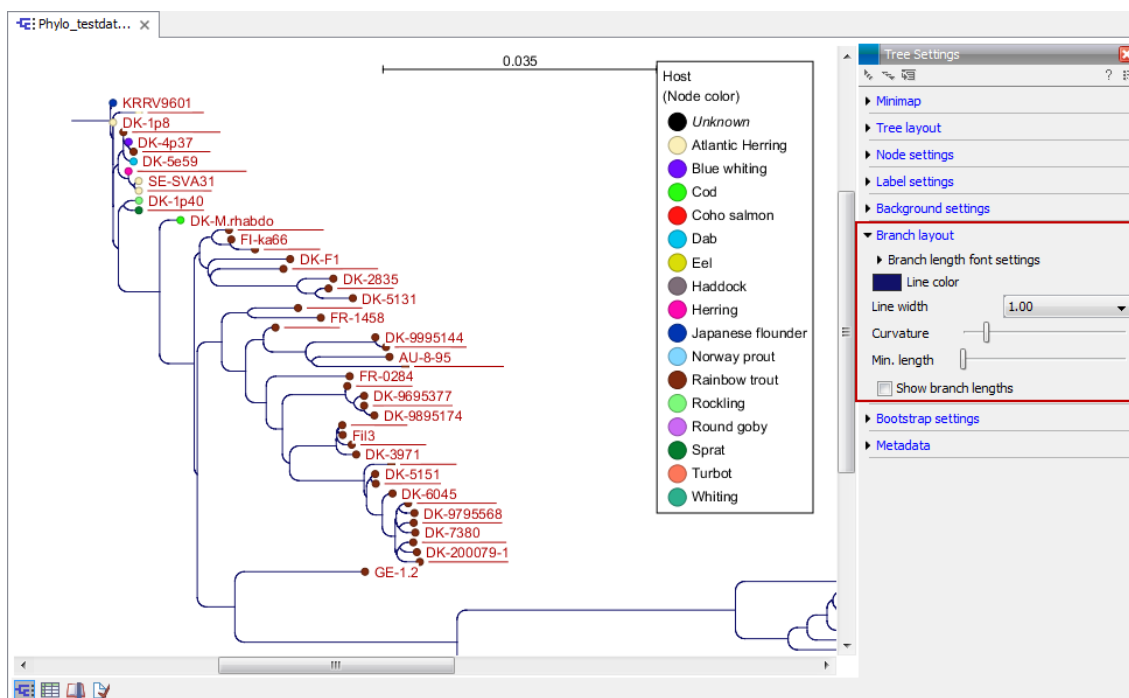 Phylo_testdat...
0.035
KRRV9601
DK-1p8
DK-4p37
DK-5e59
SE-SVA31
DK-1p40
DK-M.rhabdo
FI-ka66
DK-F1
DK-2835
DK-5131
FR-1458
DK-9995144
AU-8-95
FR-0284
DK-9695377
DK-9895174
Fil3
DK-3971
DK-5151
DK-6045
DK-9795568
DK-7380
DK-200079-1
GE-1.2
Host
(Node color)
Unknown
Atlantic Herring
Blue whiting
Cod
Coho salmon
Dab
Eel
Haddock
Herring
Japanese flounder
Norway prout
Rainbow trout
Rockling
Round goby
Sprat
Turbot
Whiting
Tree Settings
?
Minimap
Tree layout
Node settings
Label settings
Background settings
Branch layout
Branch length font settings
Line color
Line width 1.00
Curvature
Min. length
Show branch lengths
Bootstrap settings
Metadata